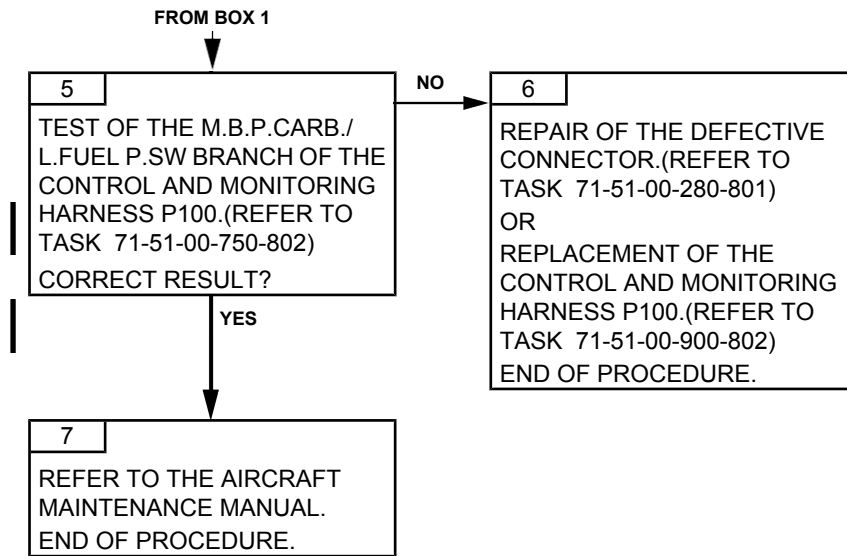 FROM BOX 1
5
TEST OF THE M.B.P.CARB./
L.FUEL P.SW BRANCH OF THE
CONTROL AND MONITORING
HARNESS P100.(REFER TO
TASK 71-51-00-750-802)
CORRECT RESULT?
NO
6
REPAIR OF THE DEFECTIVE
CONNECTOR.(REFER TO
TASK 71-51-00-280-801)
OR
REPLACEMENT OF THE
CONTROL AND MONITORING
HARNESS P100.(REFER TO
TASK 71-51-00-900-802)
END OF PROCEDURE.
YES
7
REFER TO THE AIRCRAFT
MAINTENANCE MANUAL.
END OF PROCEDURE.